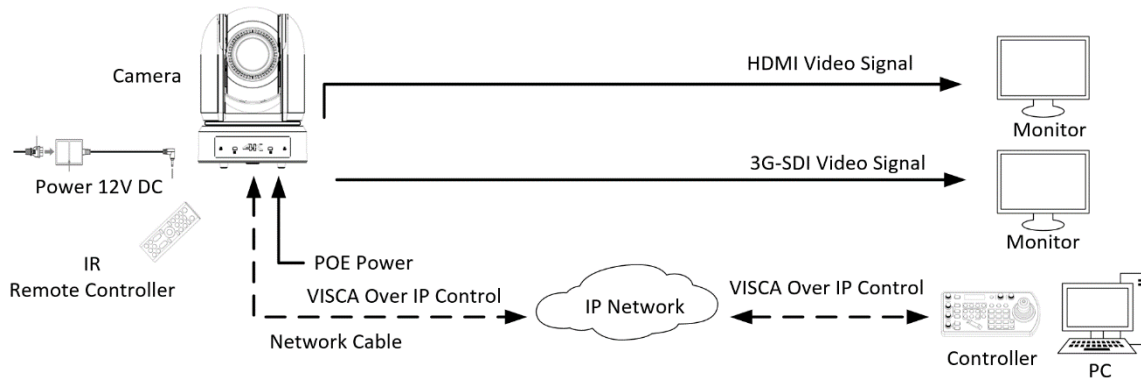 HDMI Video Signal
Camera
Monitor
3G-SDI Video Signal
Power 12V DC
Monitor
IR
Remote Controller
POE Power
VISCA Over IP Control
IP Network
VISCA Over IP Control
Network Cable
Controller
PC